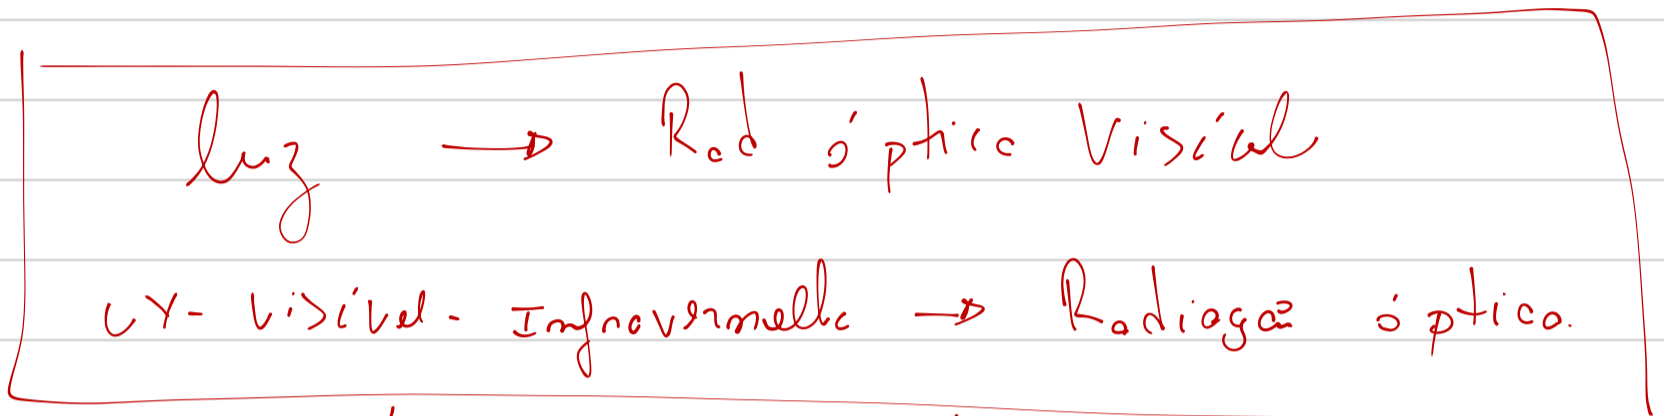 luz → Rad óptica Visível
UV - Visível - Infravermelho → Radiação óptica.